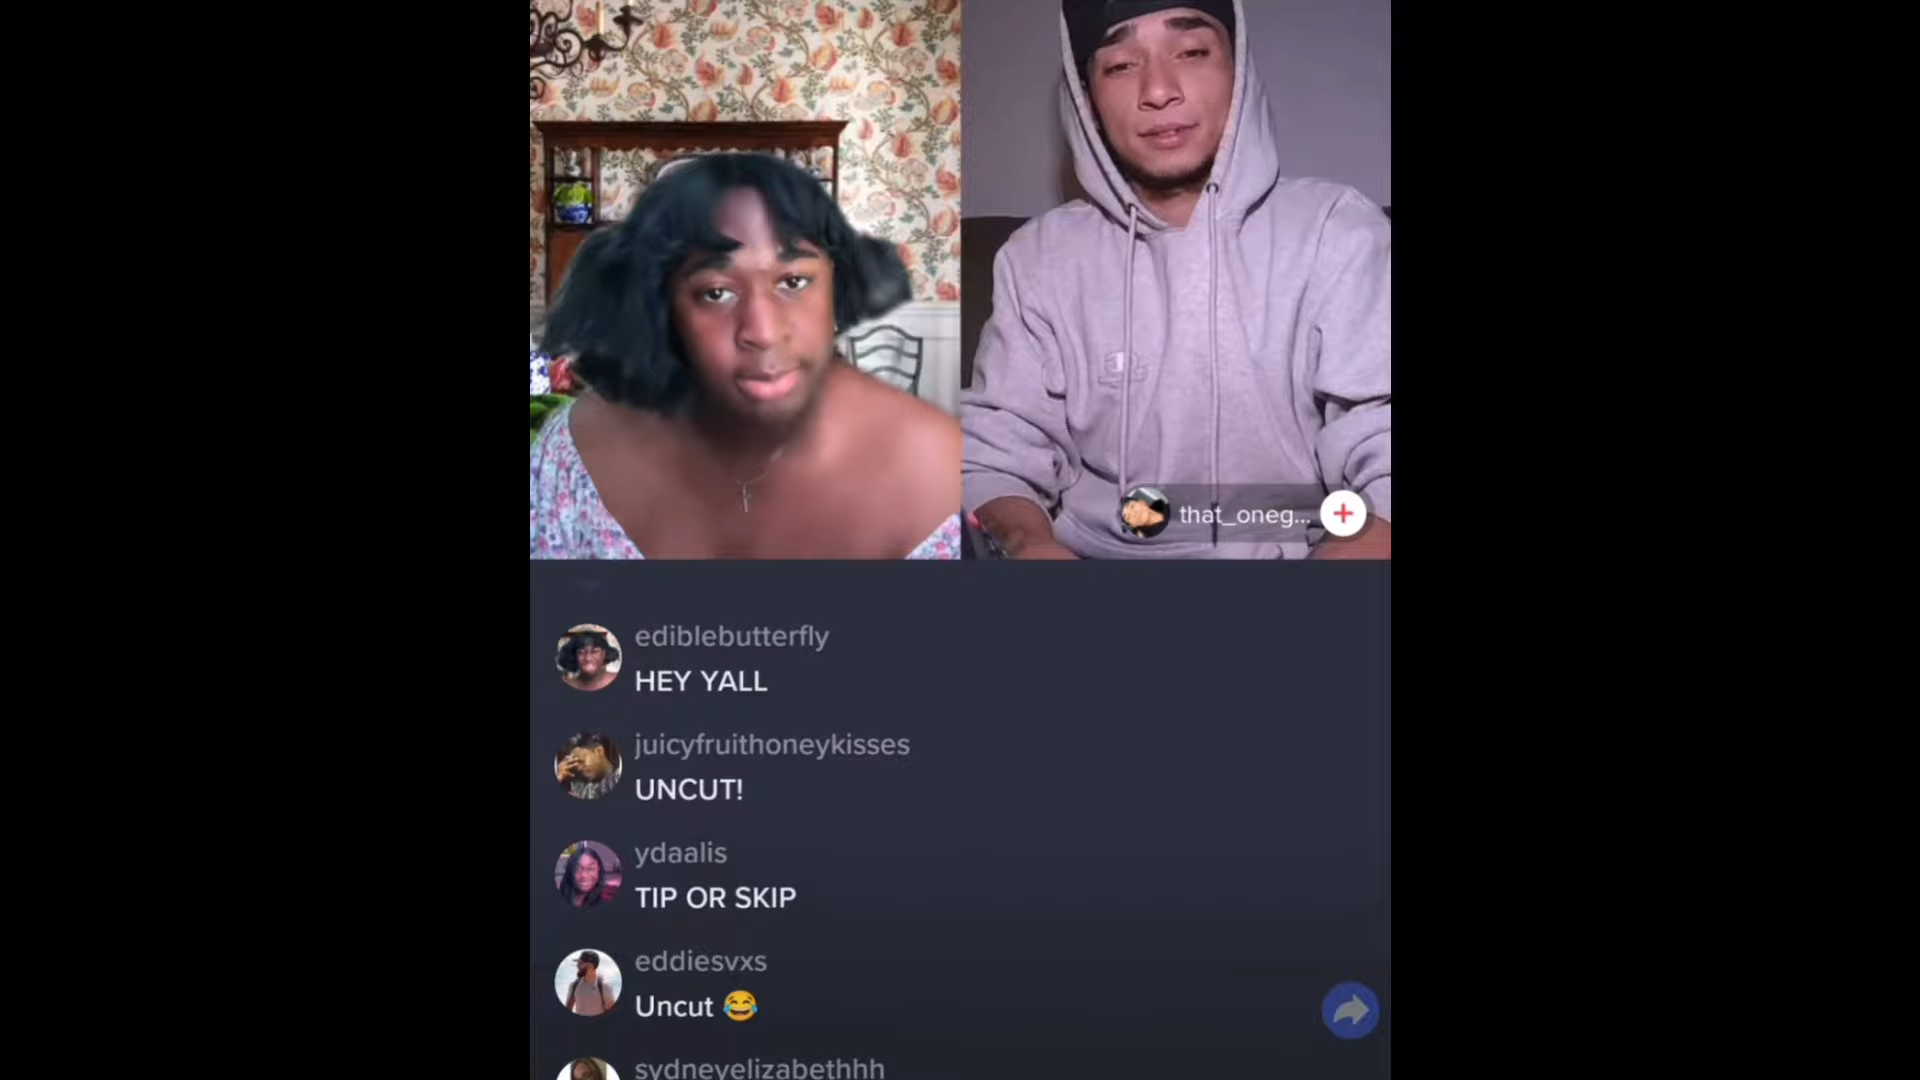 that_oneg...
ediblebutterfly
HEY YALL
juicyfruithoneykisses
UNCUT!
ydaalis
TIP OR SKIP
eddiesvxs
Uncut 😂
sydneyelizabethhh